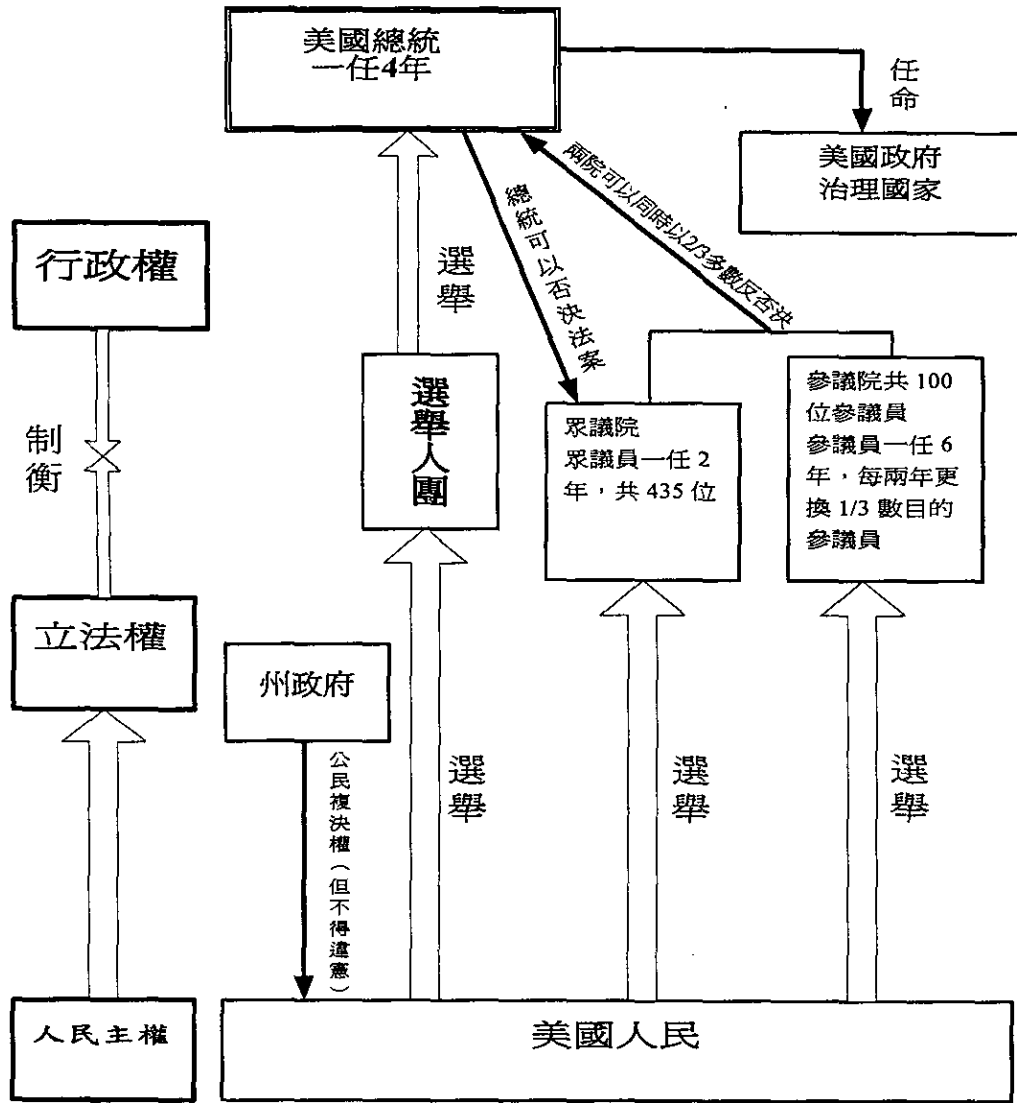 美國總統
一任4年
任命
美國政府
治理國家
兩院可以同時以2/3多數反否決
總統可以否決法案
選舉
行政權
制衡
選舉人團
眾議院
眾議員一任 2
年，共 435 位
參議院共 100
位參議員
參議員一任 6
年，每兩年更
換 1/3 數目的
參議員
立法權
州政府
公民複決權（但不得違憲）
選舉
選舉
選舉
人民主權
美國人民